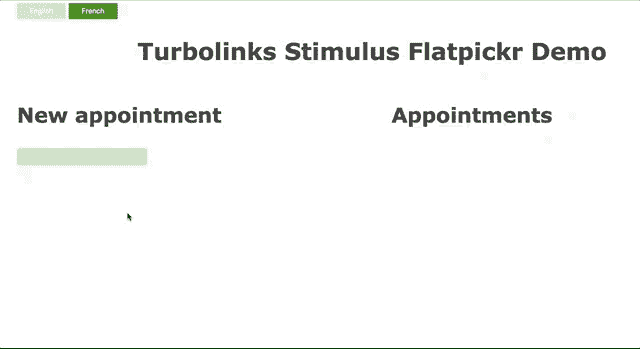 English French
Turbolinks Stimulus Flatpickr Demo
New appointment Appointments